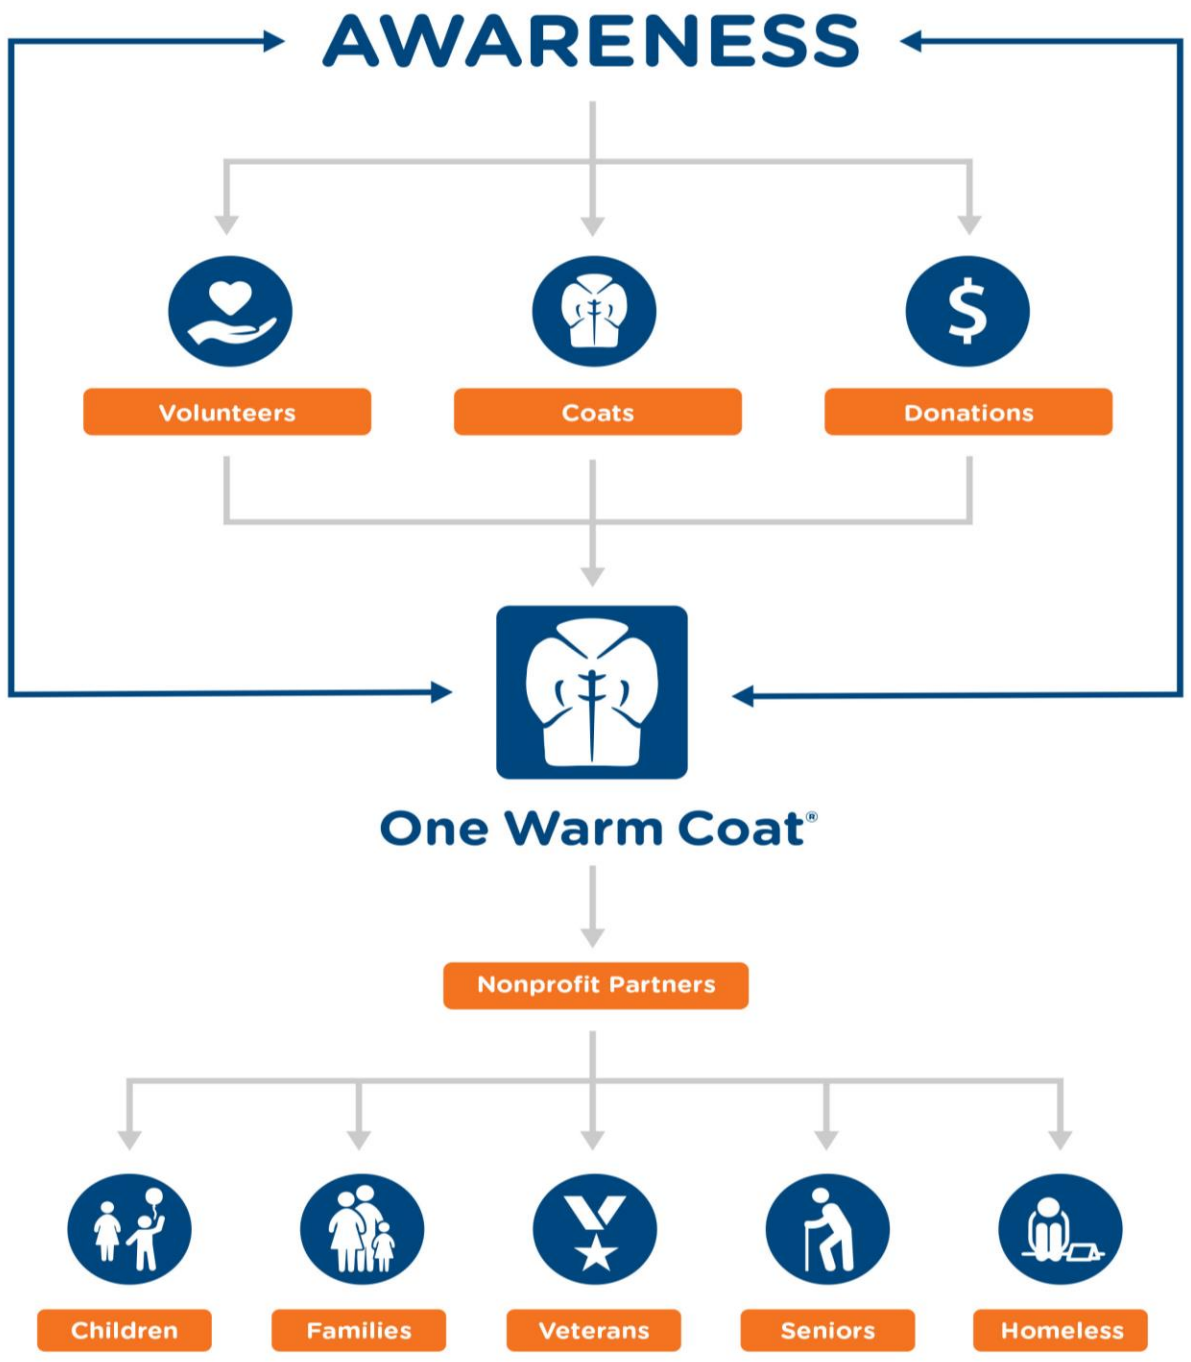 AWARENESS
Volunteers
Coats
$
Donations
One Warm Coat®
Nonprofit Partners
Children
Families
Veterans
Seniors
Homeless